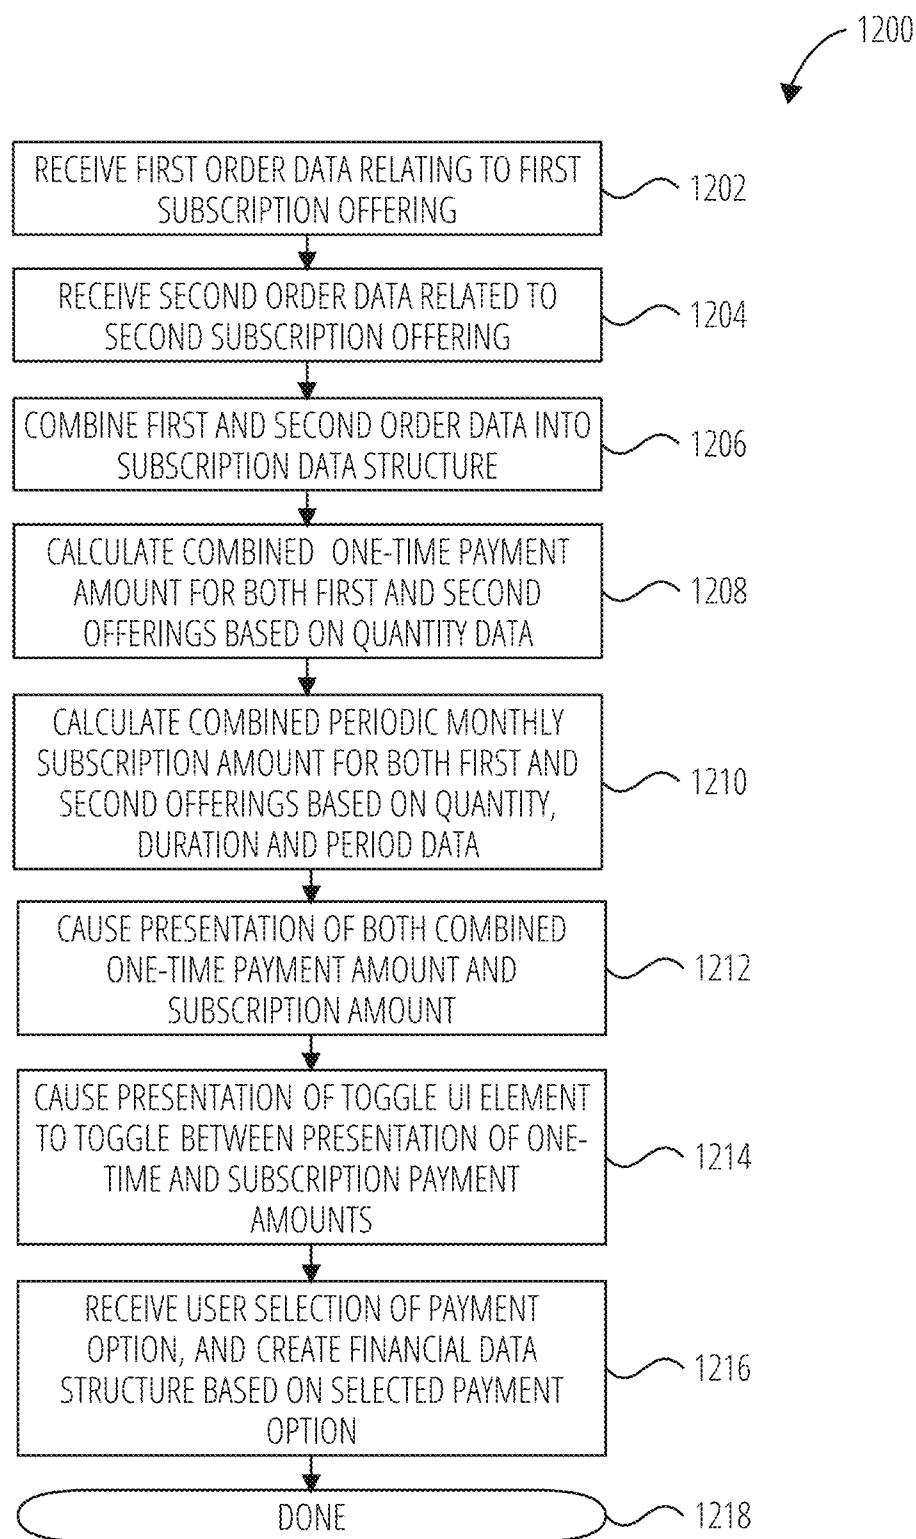 1200
RECEIVE FIRST ORDER DATA RELATING TO FIRST
SUBSCRIPTION OFFERING
1202
RECEIVE SECOND ORDER DATA RELATED TO
SECOND SUBSCRIPTION OFFERING
1204
COMBINE FIRST AND SECOND ORDER DATA INTO
SUBSCRIPTION DATA STRUCTURE
1206
CALCULATE COMBINED ONE-TIME PAYMENT
AMOUNT FOR BOTH FIRST AND SECOND
OFFERINGS BASED ON QUANTITY DATA
1208
CALCULATE COMBINED PERIODIC MONTHLY
SUBSCRIPTION AMOUNT FOR BOTH FIRST AND
SECOND OFFERINGS BASED ON QUANTITY,
DURATION AND PERIOD DATA
1210
CAUSE PRESENTATION OF BOTH COMBINED
ONE-TIME PAYMENT AMOUNT AND
SUBSCRIPTION AMOUNT
1212
CAUSE PRESENTATION OF TOGGLE UI ELEMENT
TO TOGGLE BETWEEN PRESENTATION OF ONE-
TIME AND SUBSCRIPTION PAYMENT
AMOUNTS
1214
RECEIVE USER SELECTION OF PAYMENT
OPTION, AND CREATE FINANCIAL DATA
STRUCTURE BASED ON SELECTED PAYMENT
OPTION
1216
DONE
1218